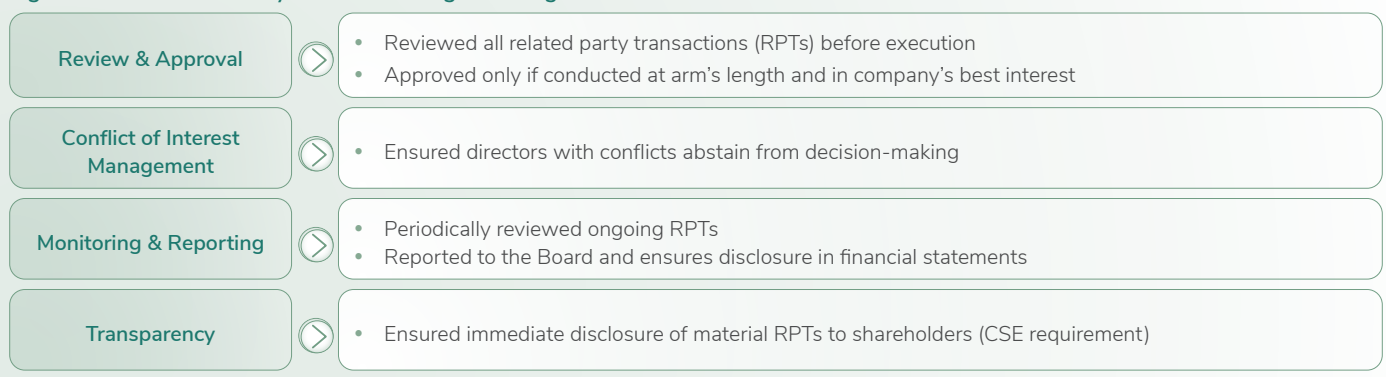 Review & Approval
• Reviewed all related party transactions (RPTs) before execution
• Approved only if conducted at arm’s length and in company’s best interest
Conflict of Interest
Management
• Ensured directors with conflicts abstain from decision-making
Monitoring & Reporting
• Periodically reviewed ongoing RPTs
• Reported to the Board and ensures disclosure in financial statements
Transparency
• Ensured immediate disclosure of material RPTs to shareholders (CSE requirement)